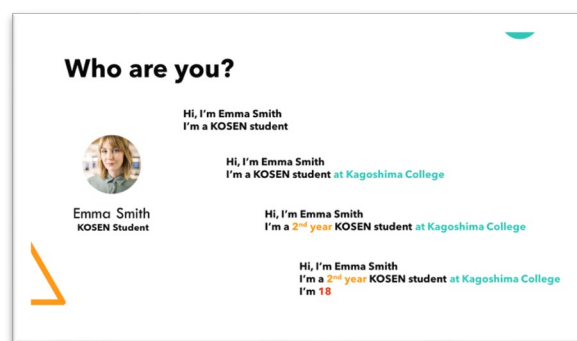 Who are you?
Hi, I'm Emma Smith
I'm a KOSEN student
Hi, I'm Emma Smith
I'm a KOSEN student at Kagoshima College
Emma Smith
KOSEN Student
Hi, I'm Emma Smith
I'm a 2nd year KOSEN student at Kagoshima College
Hi, I'm Emma Smith
I'm a 2nd year KOSEN student at Kagoshima College
I'm 18